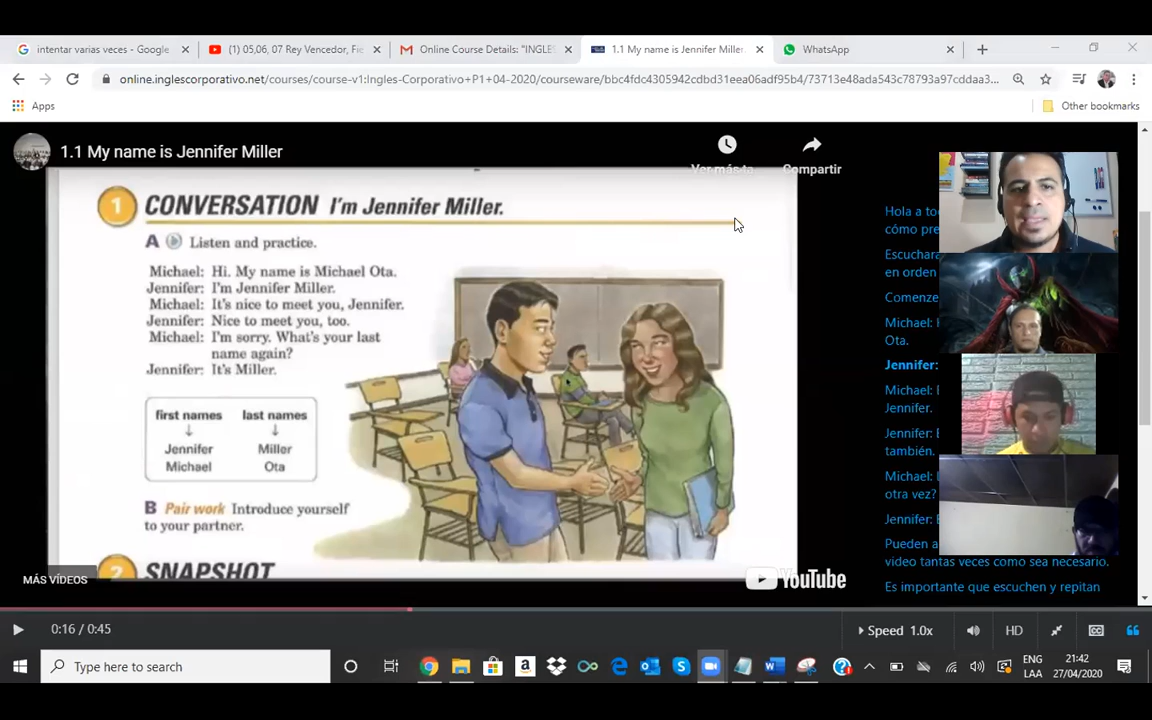 intentar varias veces - Google
(1) 05,06, 07 Rey Vencedor, Fie
Online Course Details: "INGLES
1.1 My name is Jennifer Miller
WhatsApp
online.inglescorporativo.net/courses/course-v1:Ingles-Corporativo+P1+04-2020/courseware/bbc4fdc4305942cdbd31eea06adf95b4/73713e48ada543c78793a97cddaa3...
Apps
Other bookmarks
1.1 My name is Jennifer Miller
Ver más ta
Compartir
1 CONVERSATION I'm Jennifer Miller.
A Listen and practice.
Michael: Hi. My name is Michael Ota.
Jennifer: I'm Jennifer Miller.
Michael: It's nice to meet you, Jennifer.
Jennifer: Nice to meet you, too.
Michael: I'm sorry. What's your last
name again?
Jennifer: It's Miller.
first names last names
Jennifer Miller
Michael Ota
B Pair work Introduce yourself
to your partner.
2 SNAPSHOT
MÁS VÍDEOS
YouTube
Hola a to
cómo pre
Escuchara
en orden
Comenze
Michael: H
Ota.
Jennifer:
Michael: E
Jennifer.
Jennifer: E
también.
Michael: L
otra vez?
Jennifer: E
Pueden a
video tantas veces como sea necesario.
Es importante que escuchen y repitan
0:16 / 0:45
Speed 1.0x
HD
CC
Type here to search
ENG
LAA
21:42
27/04/2020